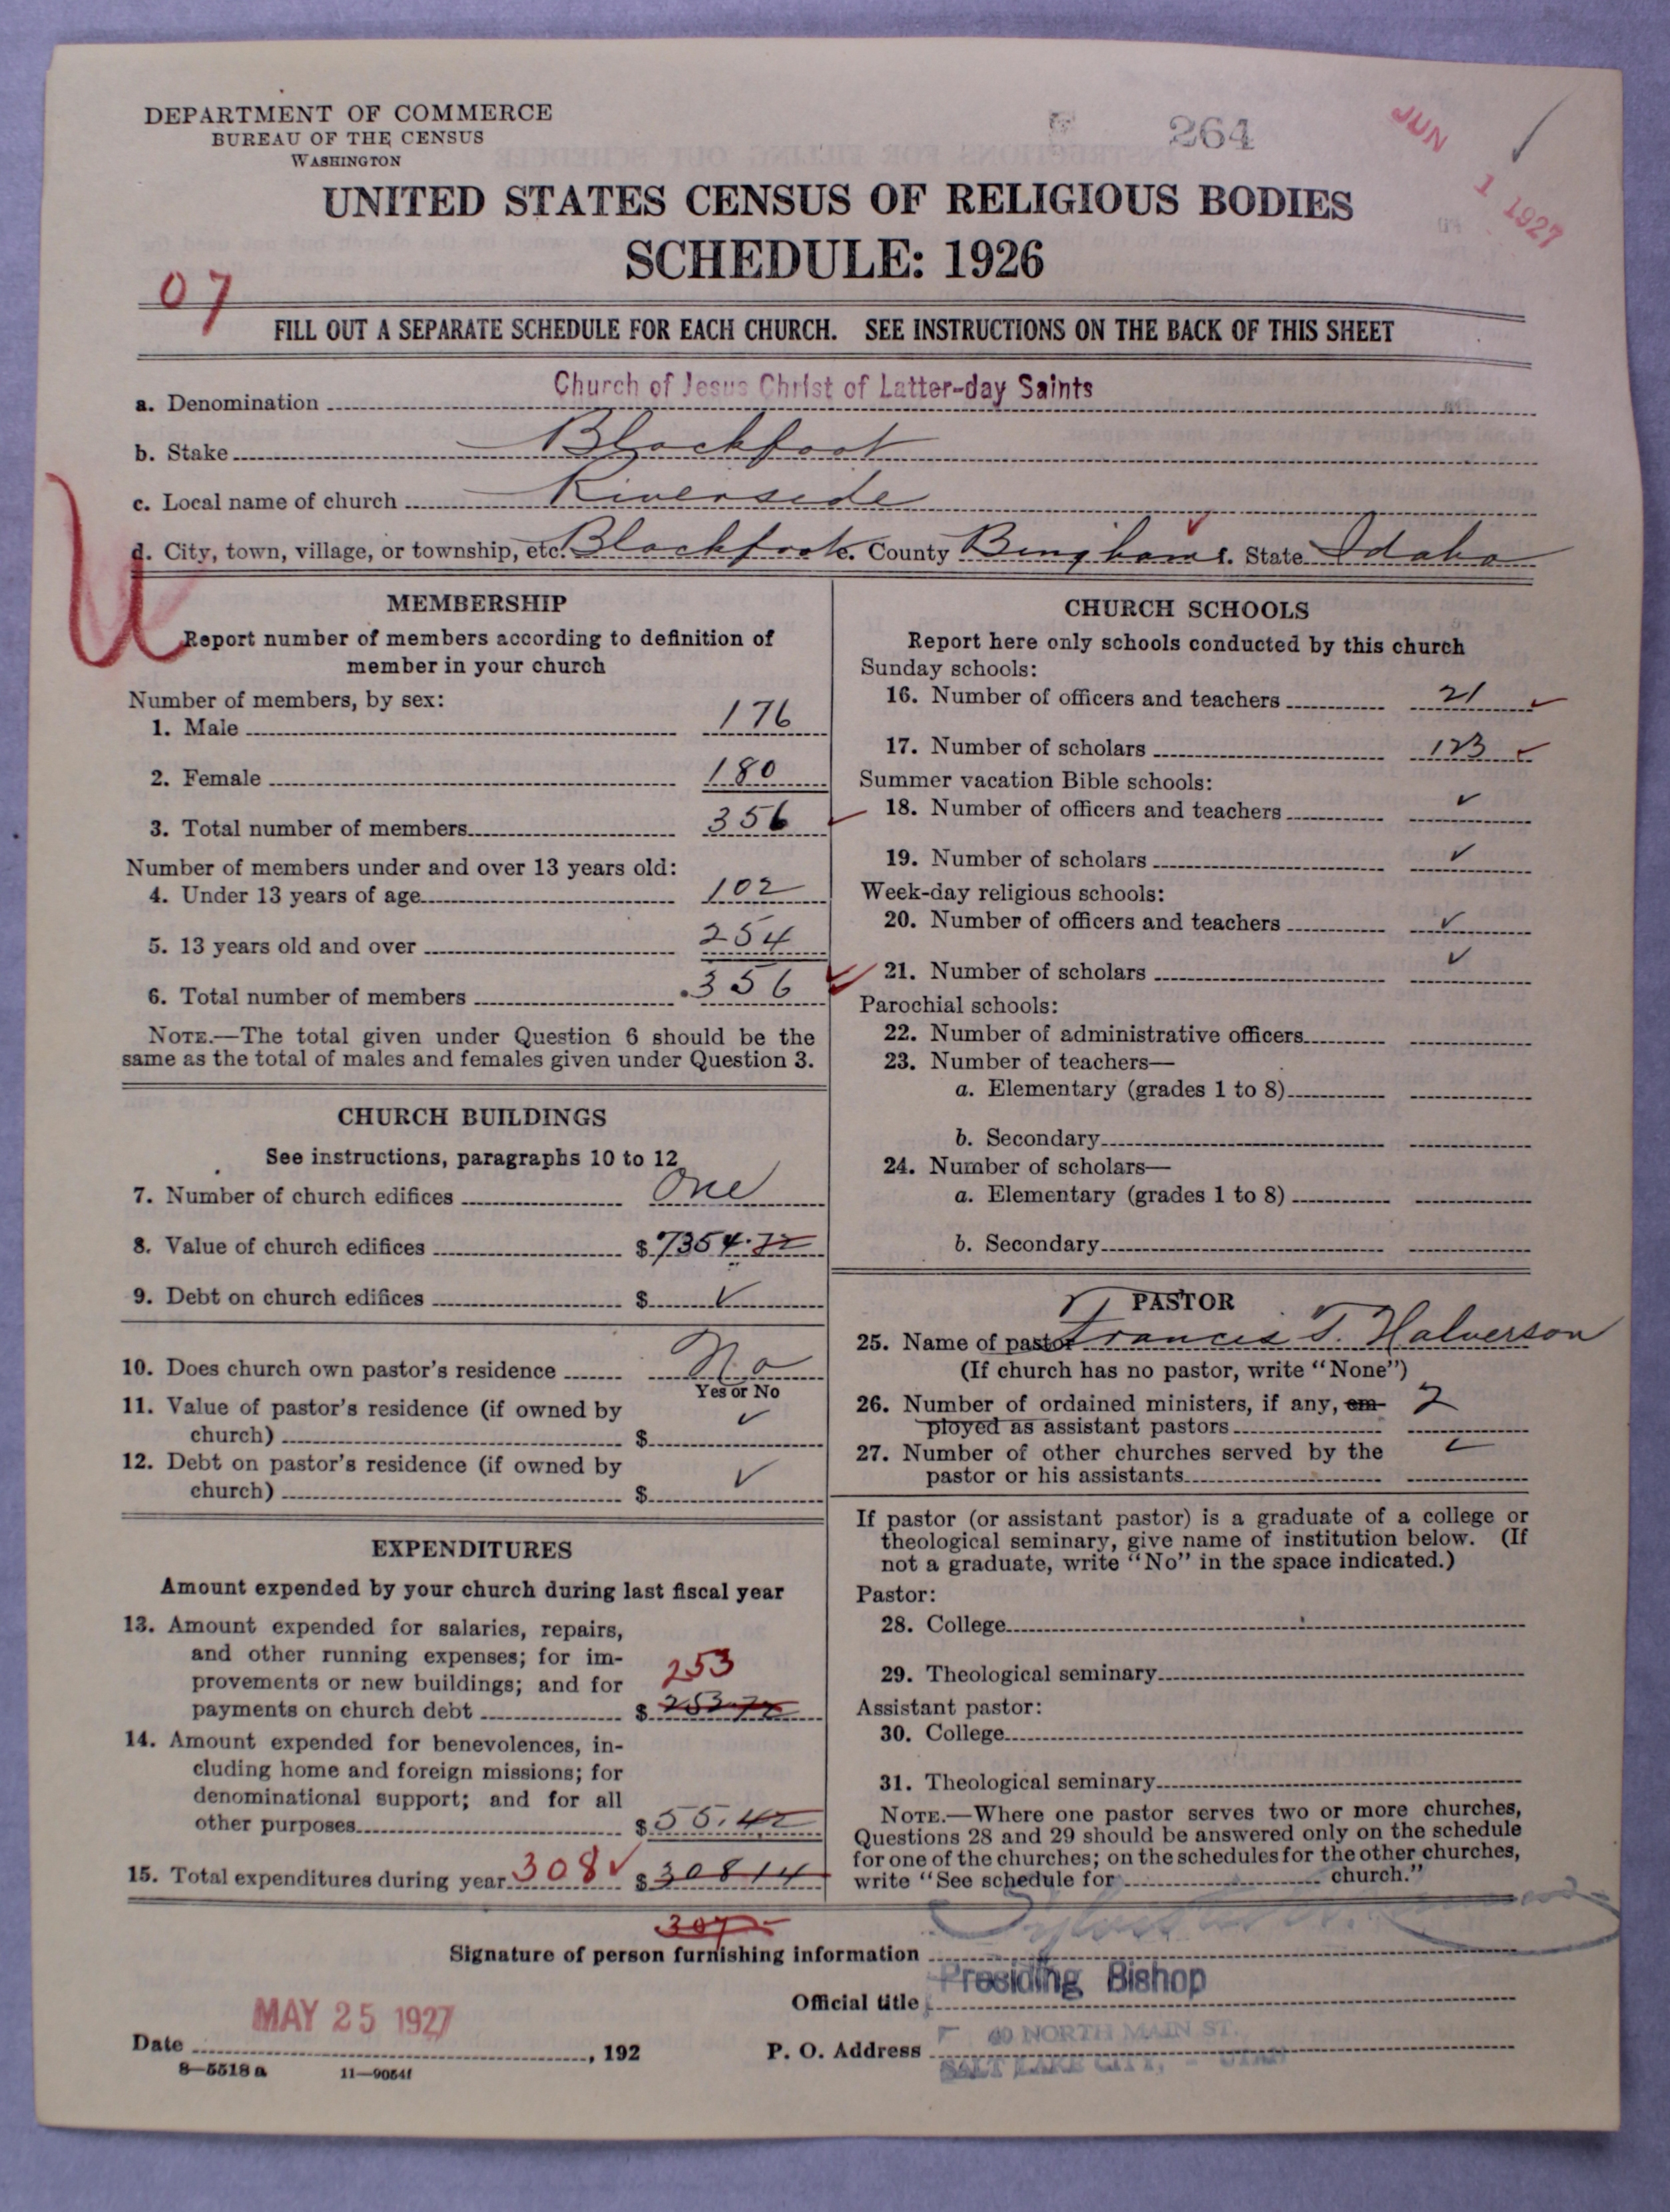 DEPARTMENT OF COMMERCE
BUREAU OF THE CENSUS
WASHINGTON
264
JUN 1 1927
UNITED STATES CENSUS OF RELIGIOUS BODIES
SCHEDULE: 1926
07
FILL OUT A SEPARATE SCHEDULE FOR EACH CHURCH. SEE INSTRUCTIONS ON THE BACK OF THIS SHEET
a. Denomination Church of Jesus Christ of Latter-day Saints
b. Stake Blackfoot
c. Local name of church Riverside
d. City, town, village, or township, etc. Blackfoot e. County Bingham f. State Idaho
MEMBERSHIP
Report number of members according to definition of
member in your church
Number of members, by sex:
1. Male 176
2. Female 180
3. Total number of members 356
Number of members under and over 13 years old:
4. Under 13 years of age 102
5. 13 years old and over 254
6. Total number of members 356
NOTE.—The total given under Question 6 should be the
same as the total of males and females given under Question 3.
CHURCH BUILDINGS
See instructions, paragraphs 10 to 12
7. Number of church edifices One
8. Value of church edifices $ 7354.72
9. Debt on church edifices $ ✓
10. Does church own pastor's residence No
Yes or No
11. Value of pastor's residence (if owned by
church) $ ✓
12. Debt on pastor's residence (if owned by
church) $ ✓
EXPENDITURES
Amount expended by your church during last fiscal year
13. Amount expended for salaries, repairs,
and other running expenses; for im-
provements or new buildings; and for 253
payments on church debt $ 252.72
14. Amount expended for benevolences, in-
cluding home and foreign missions; for
denominational support; and for all
other purposes $ 55.42
15. Total expenditures during year 308 ✓ $ 308 14
307
CHURCH SCHOOLS
Report here only schools conducted by this church
Sunday schools:
16. Number of officers and teachers 21 ✓
17. Number of scholars 123 ✓
Summer vacation Bible schools:
18. Number of officers and teachers ✓
19. Number of scholars ✓
Week-day religious schools:
20. Number of officers and teachers ✓
21. Number of scholars ✓
Parochial schools:
22. Number of administrative officers
23. Number of teachers—
a. Elementary (grades 1 to 8)
b. Secondary
24. Number of scholars—
a. Elementary (grades 1 to 8)
b. Secondary
PASTOR
25. Name of pastor Francis T. Halverson
(If church has no pastor, write "None")
26. Number of ordained ministers, if any, em- 2
ployed as assistant pastors
27. Number of other churches served by the ✓
pastor or his assistants
If pastor (or assistant pastor) is a graduate of a college or
theological seminary, give name of institution below. (If
not a graduate, write "No" in the space indicated.)
Pastor:
28. College
29. Theological seminary
Assistant pastor:
30. College
31. Theological seminary
NOTE.—Where one pastor serves two or more churches,
Questions 28 and 29 should be answered only on the schedule
for one of the churches; on the schedules for the other churches,
write "See schedule for church."
Signature of person furnishing information
Official title Presiding Bishop
MAY 25 1927
Date , 192
P. O. Address 40 NORTH MAIN ST.,
SALT LAKE CITY, - UTAH
8—5518 a 11—9054f